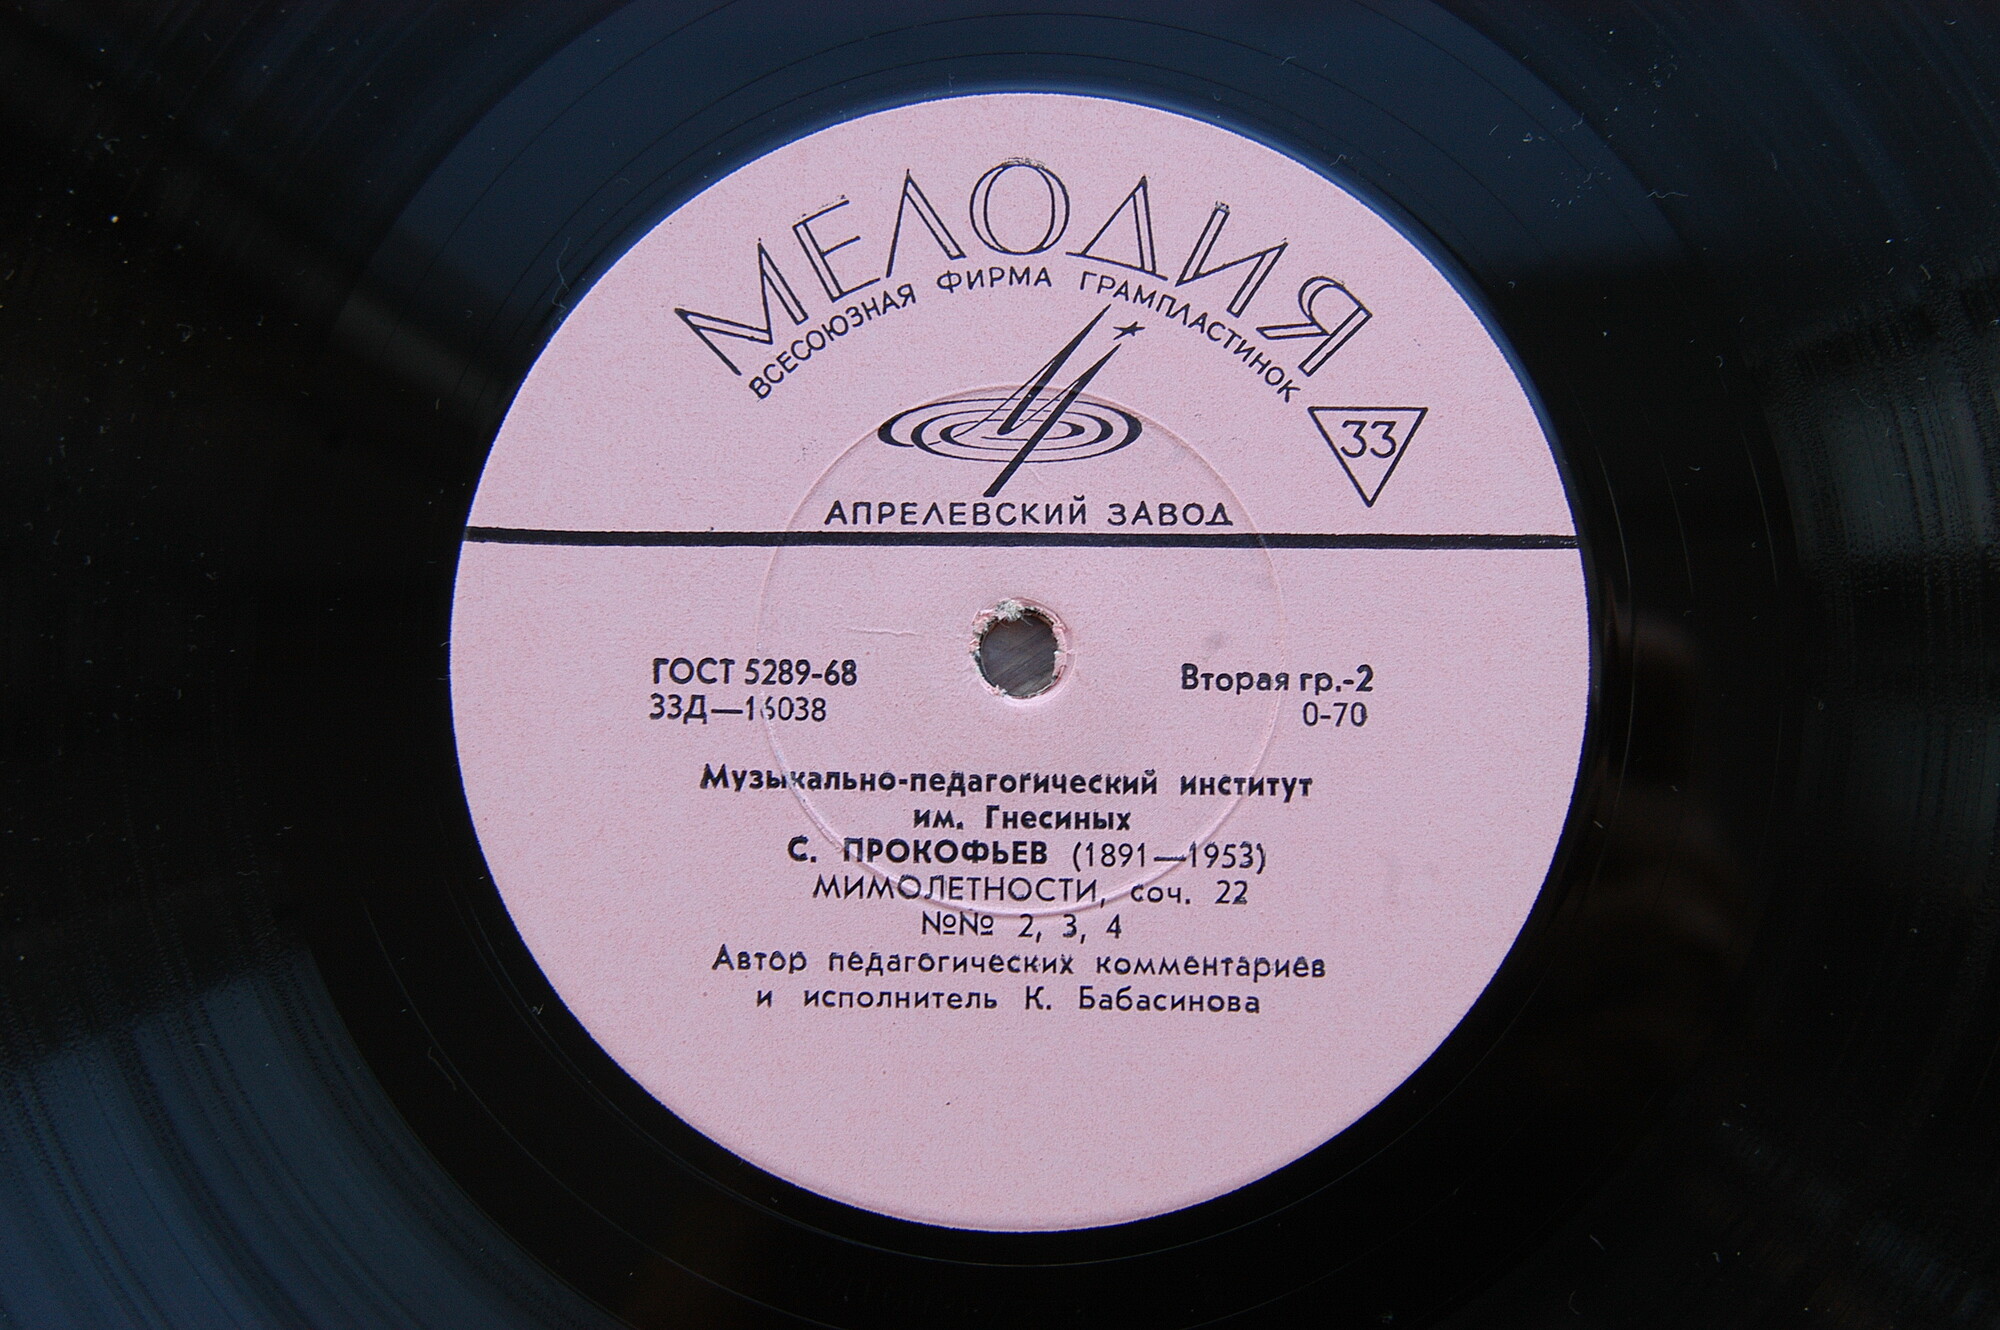 МЕЛОДИЯ
ВСЕСОЮЗНАЯ ФИРМА ГРАМПЛАСТИНОК
33
АПРЕЛЕВСКИЙ ЗАВОД
ГОСТ 5289-68
Вторая гр.-2
33Д—16038
0-70
Музыкально-педагогический институт
им. Гнесиных
С. ПРОКОФЬЕВ (1891—1953)
МИМОЛЕТНОСТИ, соч. 22
№№ 2, 3, 4
Автор педагогических комментариев
и исполнитель К. Бабасинова